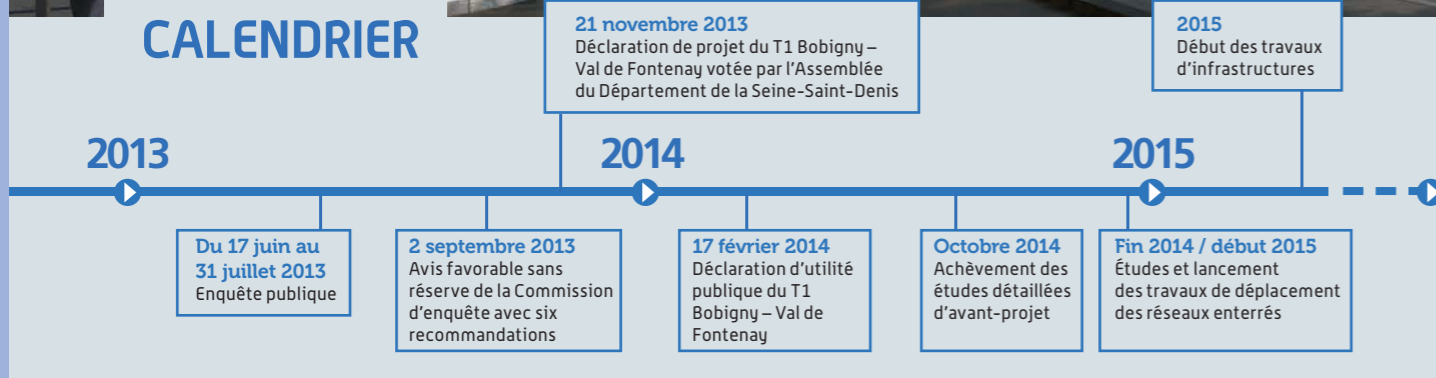 CALENDRIER
21 novembre 2013
Déclaration de projet du T1 Bobigny –
Val de Fontenay votée par l'Assemblée
du Département de la Seine-Saint-Denis
2015
Début des travaux
d'infrastructures
2013
2014
2015
Du 17 juin au
31 juillet 2013
Enquête publique
2 septembre 2013
Avis favorable sans
réserve de la Commission
d'enquête avec six
recommandations
17 février 2014
Déclaration d'utilité
publique du T1
Bobigny – Val de
Fontenay
Octobre 2014
Achèvement des
études détaillées
d'avant-projet
Fin 2014 / début 2015
Études et lancement
des travaux de déplacement
des réseaux enterrés